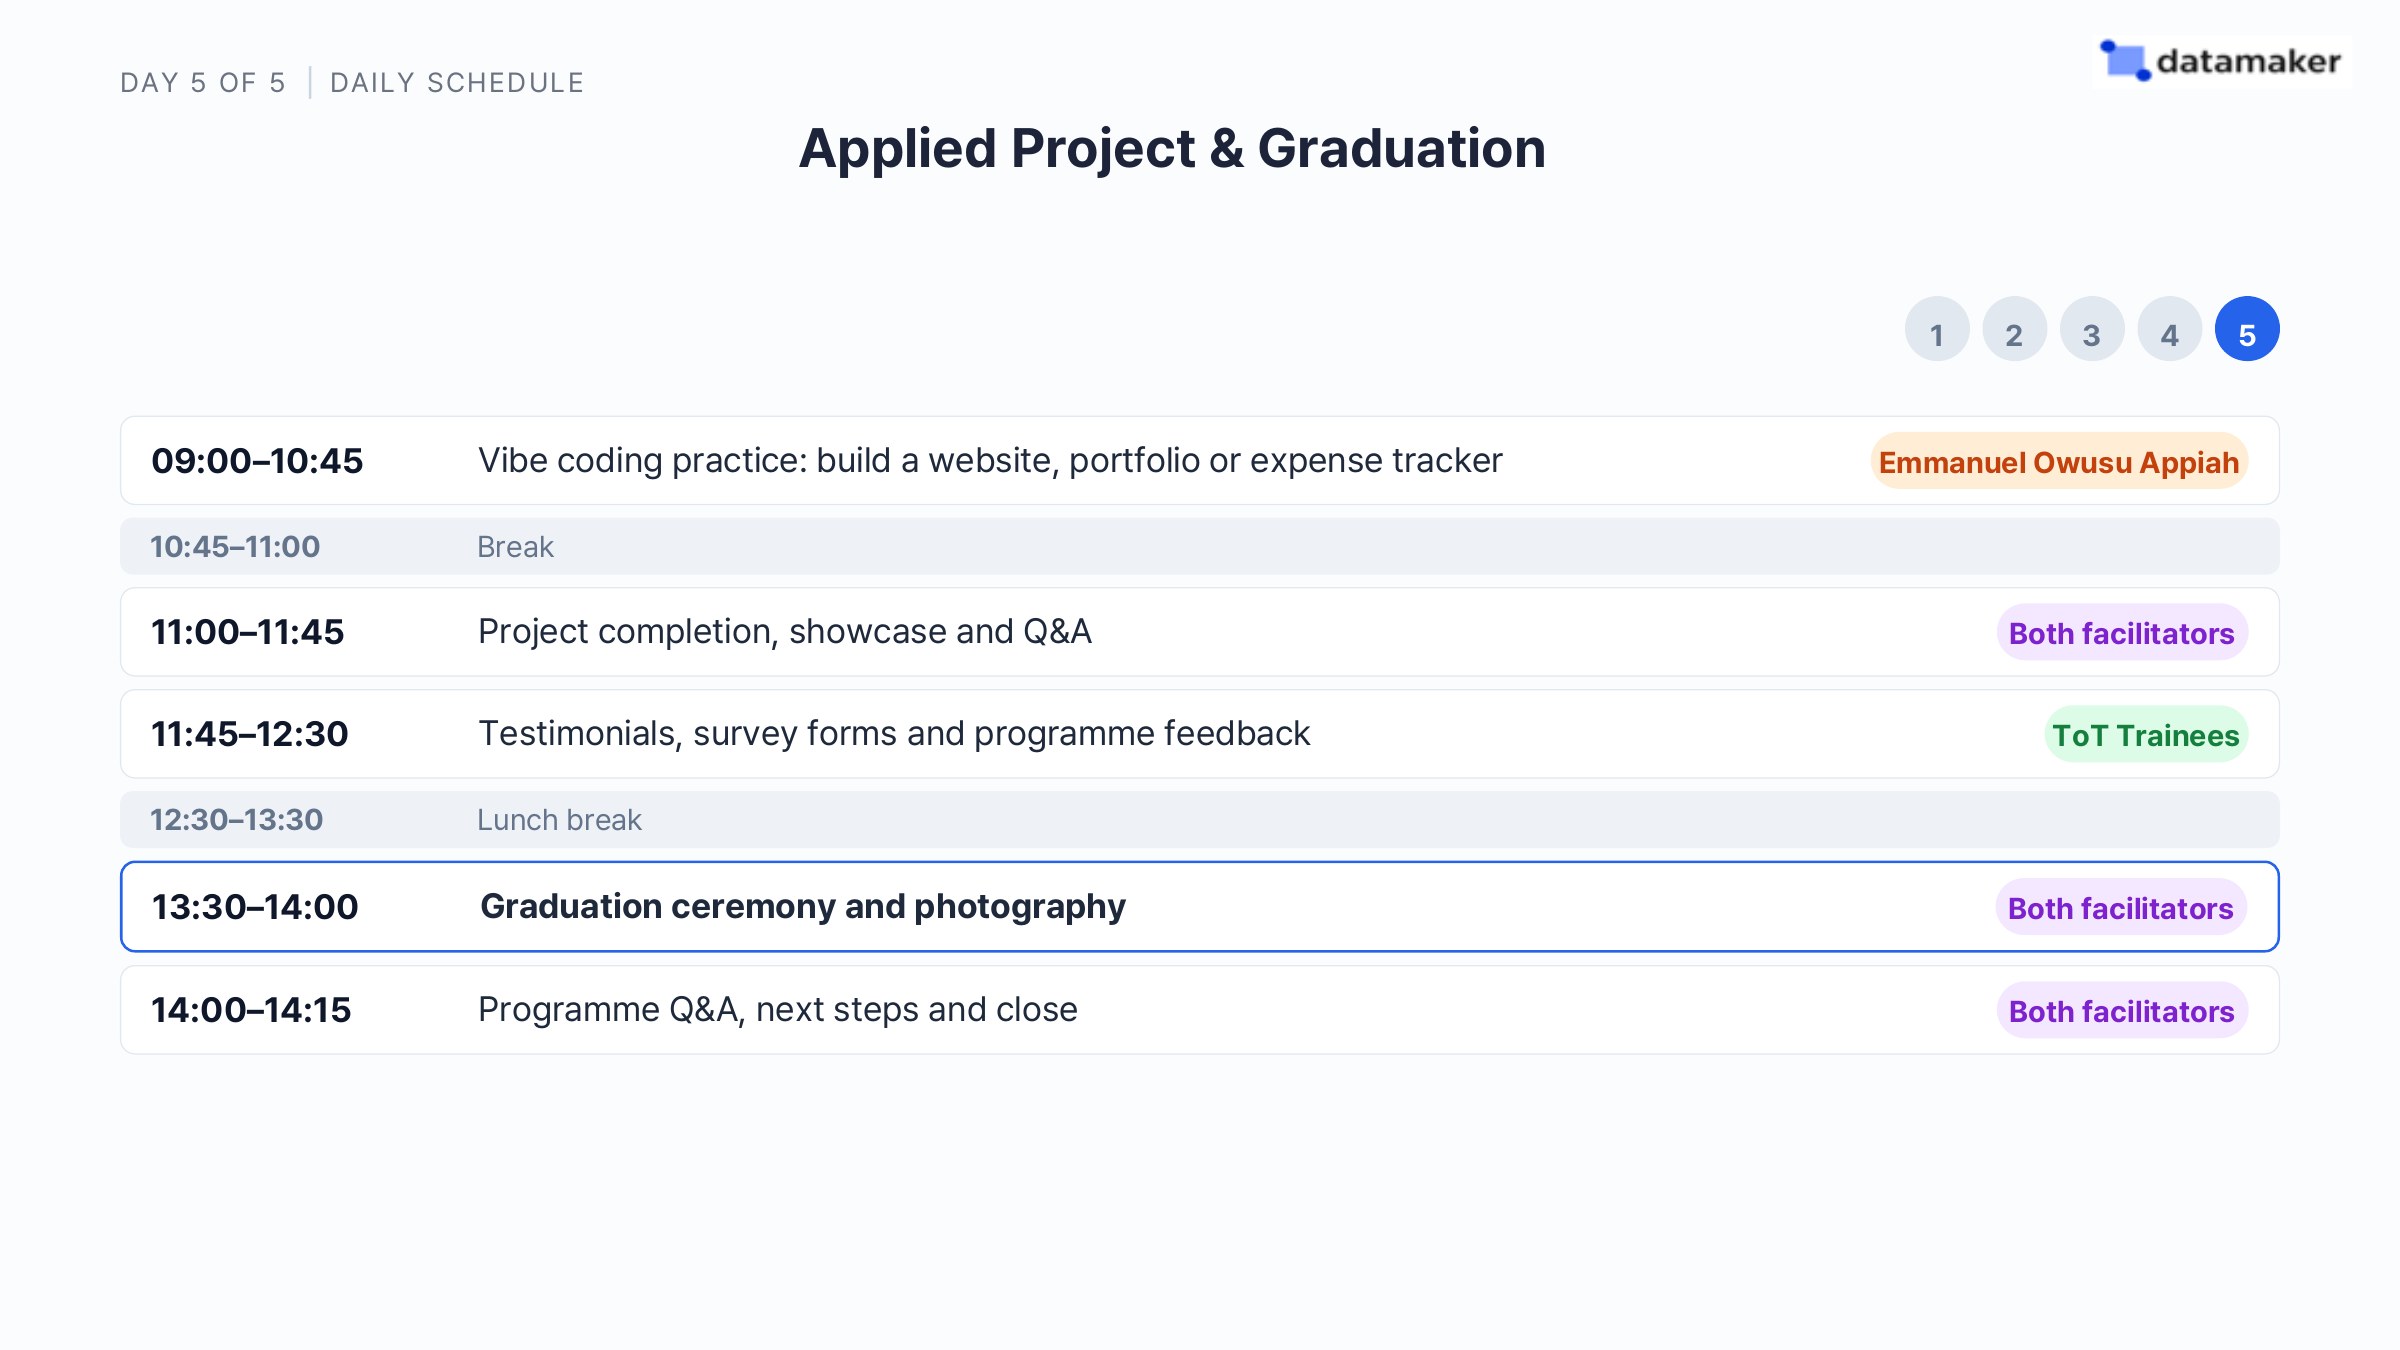 DAY 5 OF 5 | DAILY SCHEDULE
datamaker
Applied Project & Graduation
1 2 3 4 5
09:00–10:45 Vibe coding practice: build a website, portfolio or expense tracker Emmanuel Owusu Appiah
10:45–11:00 Break
11:00–11:45 Project completion, showcase and Q&A Both facilitators
11:45–12:30 Testimonials, survey forms and programme feedback ToT Trainees
12:30–13:30 Lunch break
13:30–14:00 Graduation ceremony and photography Both facilitators
14:00–14:15 Programme Q&A, next steps and close Both facilitators